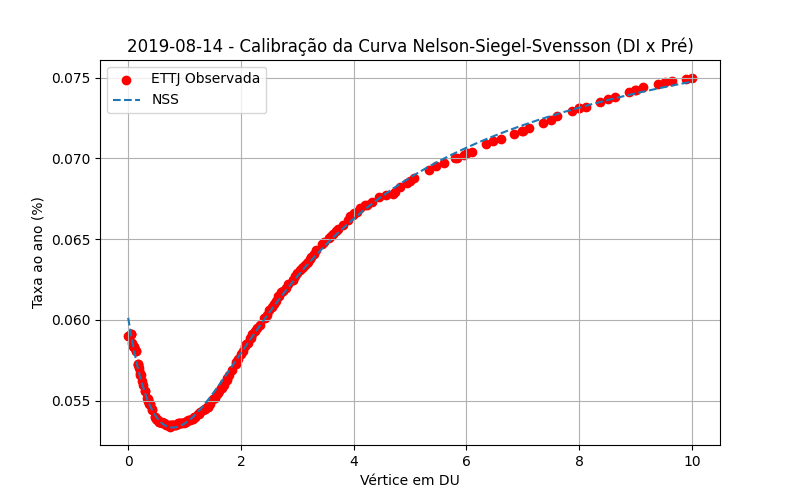 2019-08-14 - Calibração da Curva Nelson-Siegel-Svensson (DI x Pré)
ETTJ Observada
NSS
Taxa ao ano (%)
0.075
0.070
0.065
0.060
0.055
0 2 4 6 8 10
Vértice em DU